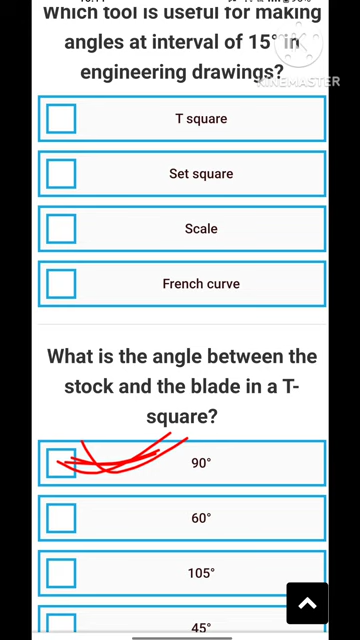 Which tool is useful for making
angles at interval of 15° in
engineering drawings?
KINEMASTER
T square
Set square
Scale
French curve
What is the angle between the
stock and the blade in a T-
square?
90°
60°
105°
45°